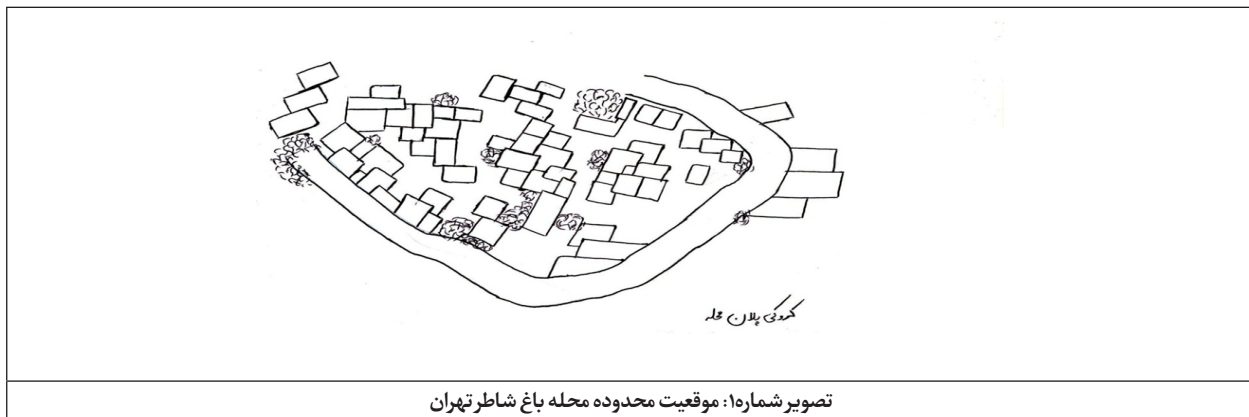 کروکی پلان محله
تصویر شماره۱: موقعیت محدوده محله باغ شاطر تهران